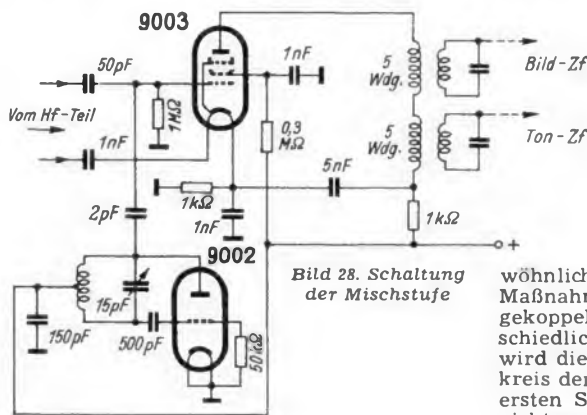 9003
50pF
1nF
5
Wdg.
Bild-Zf
Vom Hf-Teil
1MΩ
0,3
MΩ
5
Wdg.
Ton-Zf
1nF
5nF
1kΩ
1kΩ
2pF
1nF
+
9002
15pF
150pF
500pF
50kΩ
Bild 28. Schaltung
der Mischstufe
wöhnlich
Maßnahm
gekoppel
schiedlic
wird die
kreis der
ersten S